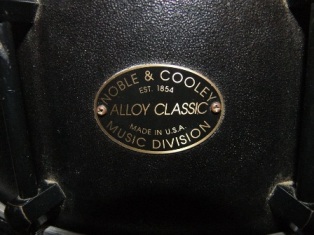 NOBLE & COOLEY
EST. 1854
ALLOY CLASSIC
MADE IN U.S.A.
MUSIC DIVISION